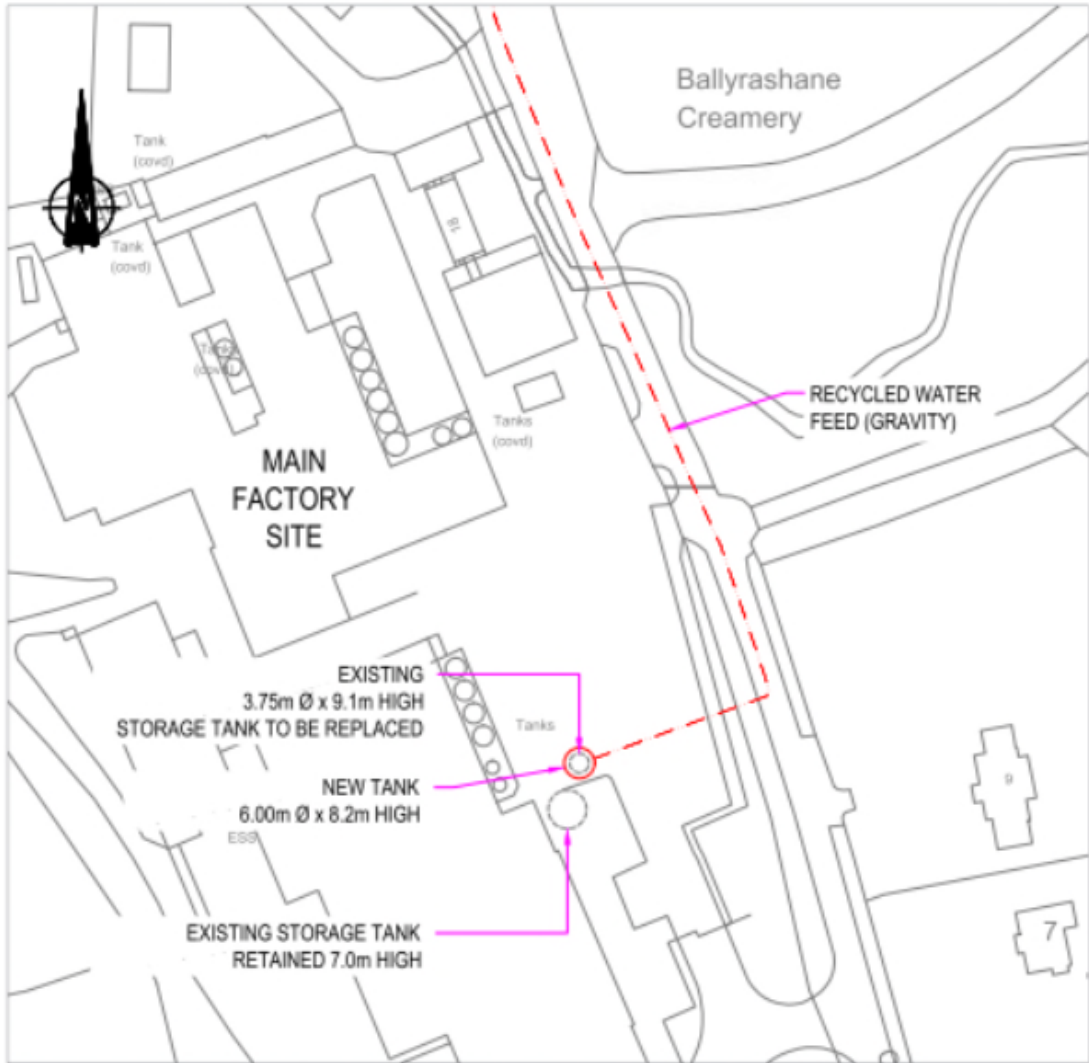 Ballyrashane
Creamery
Tank
(covd)
18
Tank
(covd)
Tanks
(covd)
RECYCLED WATER
FEED (GRAVITY)
Tanks
(covd)
MAIN
FACTORY
SITE
EXISTING
3.75m Ø x 9.1m HIGH
STORAGE TANK TO BE REPLACED
Tanks
NEW TANK
6.00m Ø x 8.2m HIGH
9
ESS
EXISTING STORAGE TANK
RETAINED 7.0m HIGH
7